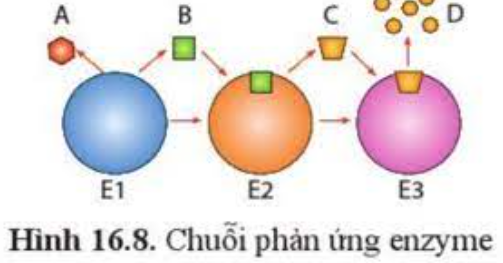 A B C D
E1 E2 E3
Hình 16.8. Chuỗi phản ứng enzyme